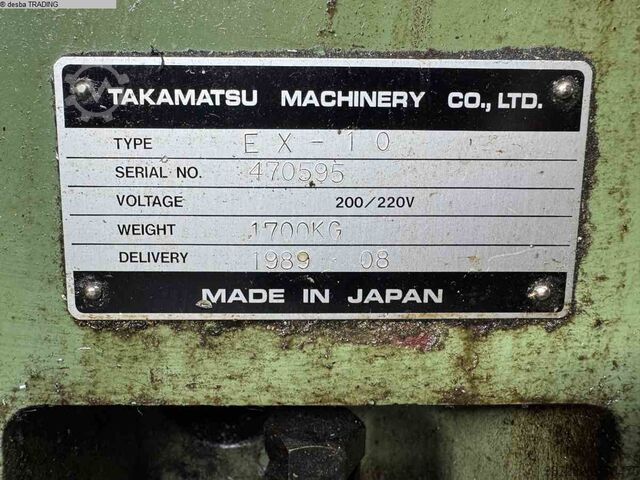 © desba TRADING
TAKAMATSU MACHINERY CO., LTD.
TYPE EX-10
SERIAL NO. 470595
VOLTAGE 200/220V
WEIGHT 1700KG
DELIVERY 1989 08
MADE IN JAPAN